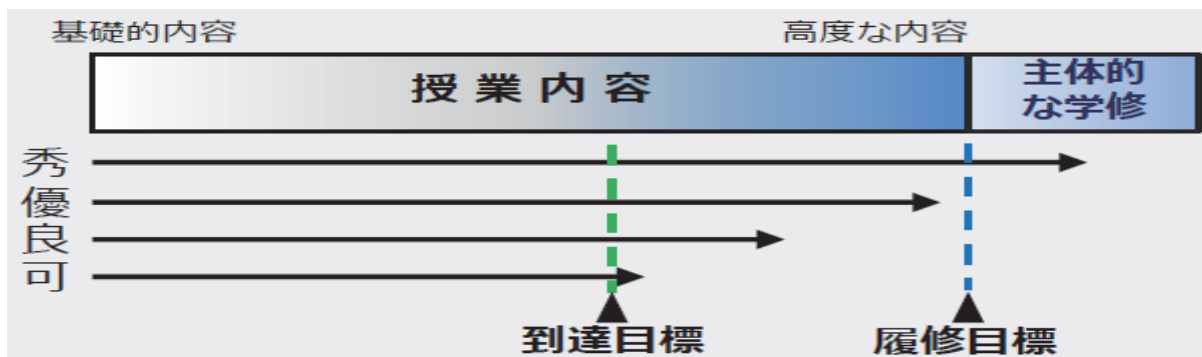 基礎的内容
高度な内容
授業内容
主体的
な学修
秀
優
良
可
到達目標
履修目標